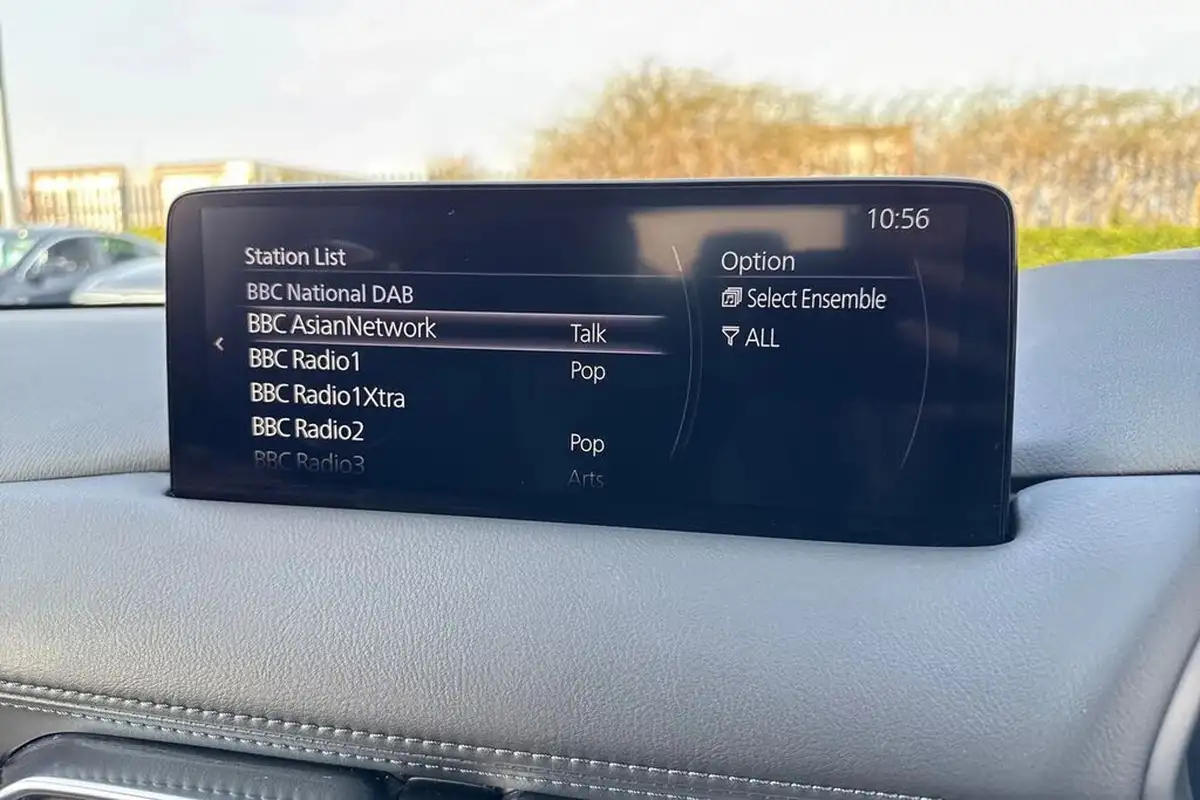 10:56
Station List
BBC National DAB
BBC AsianNetwork Talk
BBC Radio1 Pop
BBC Radio1Xtra
BBC Radio2 Pop
BBC Radio3 Arts
Option
Select Ensemble
ALL